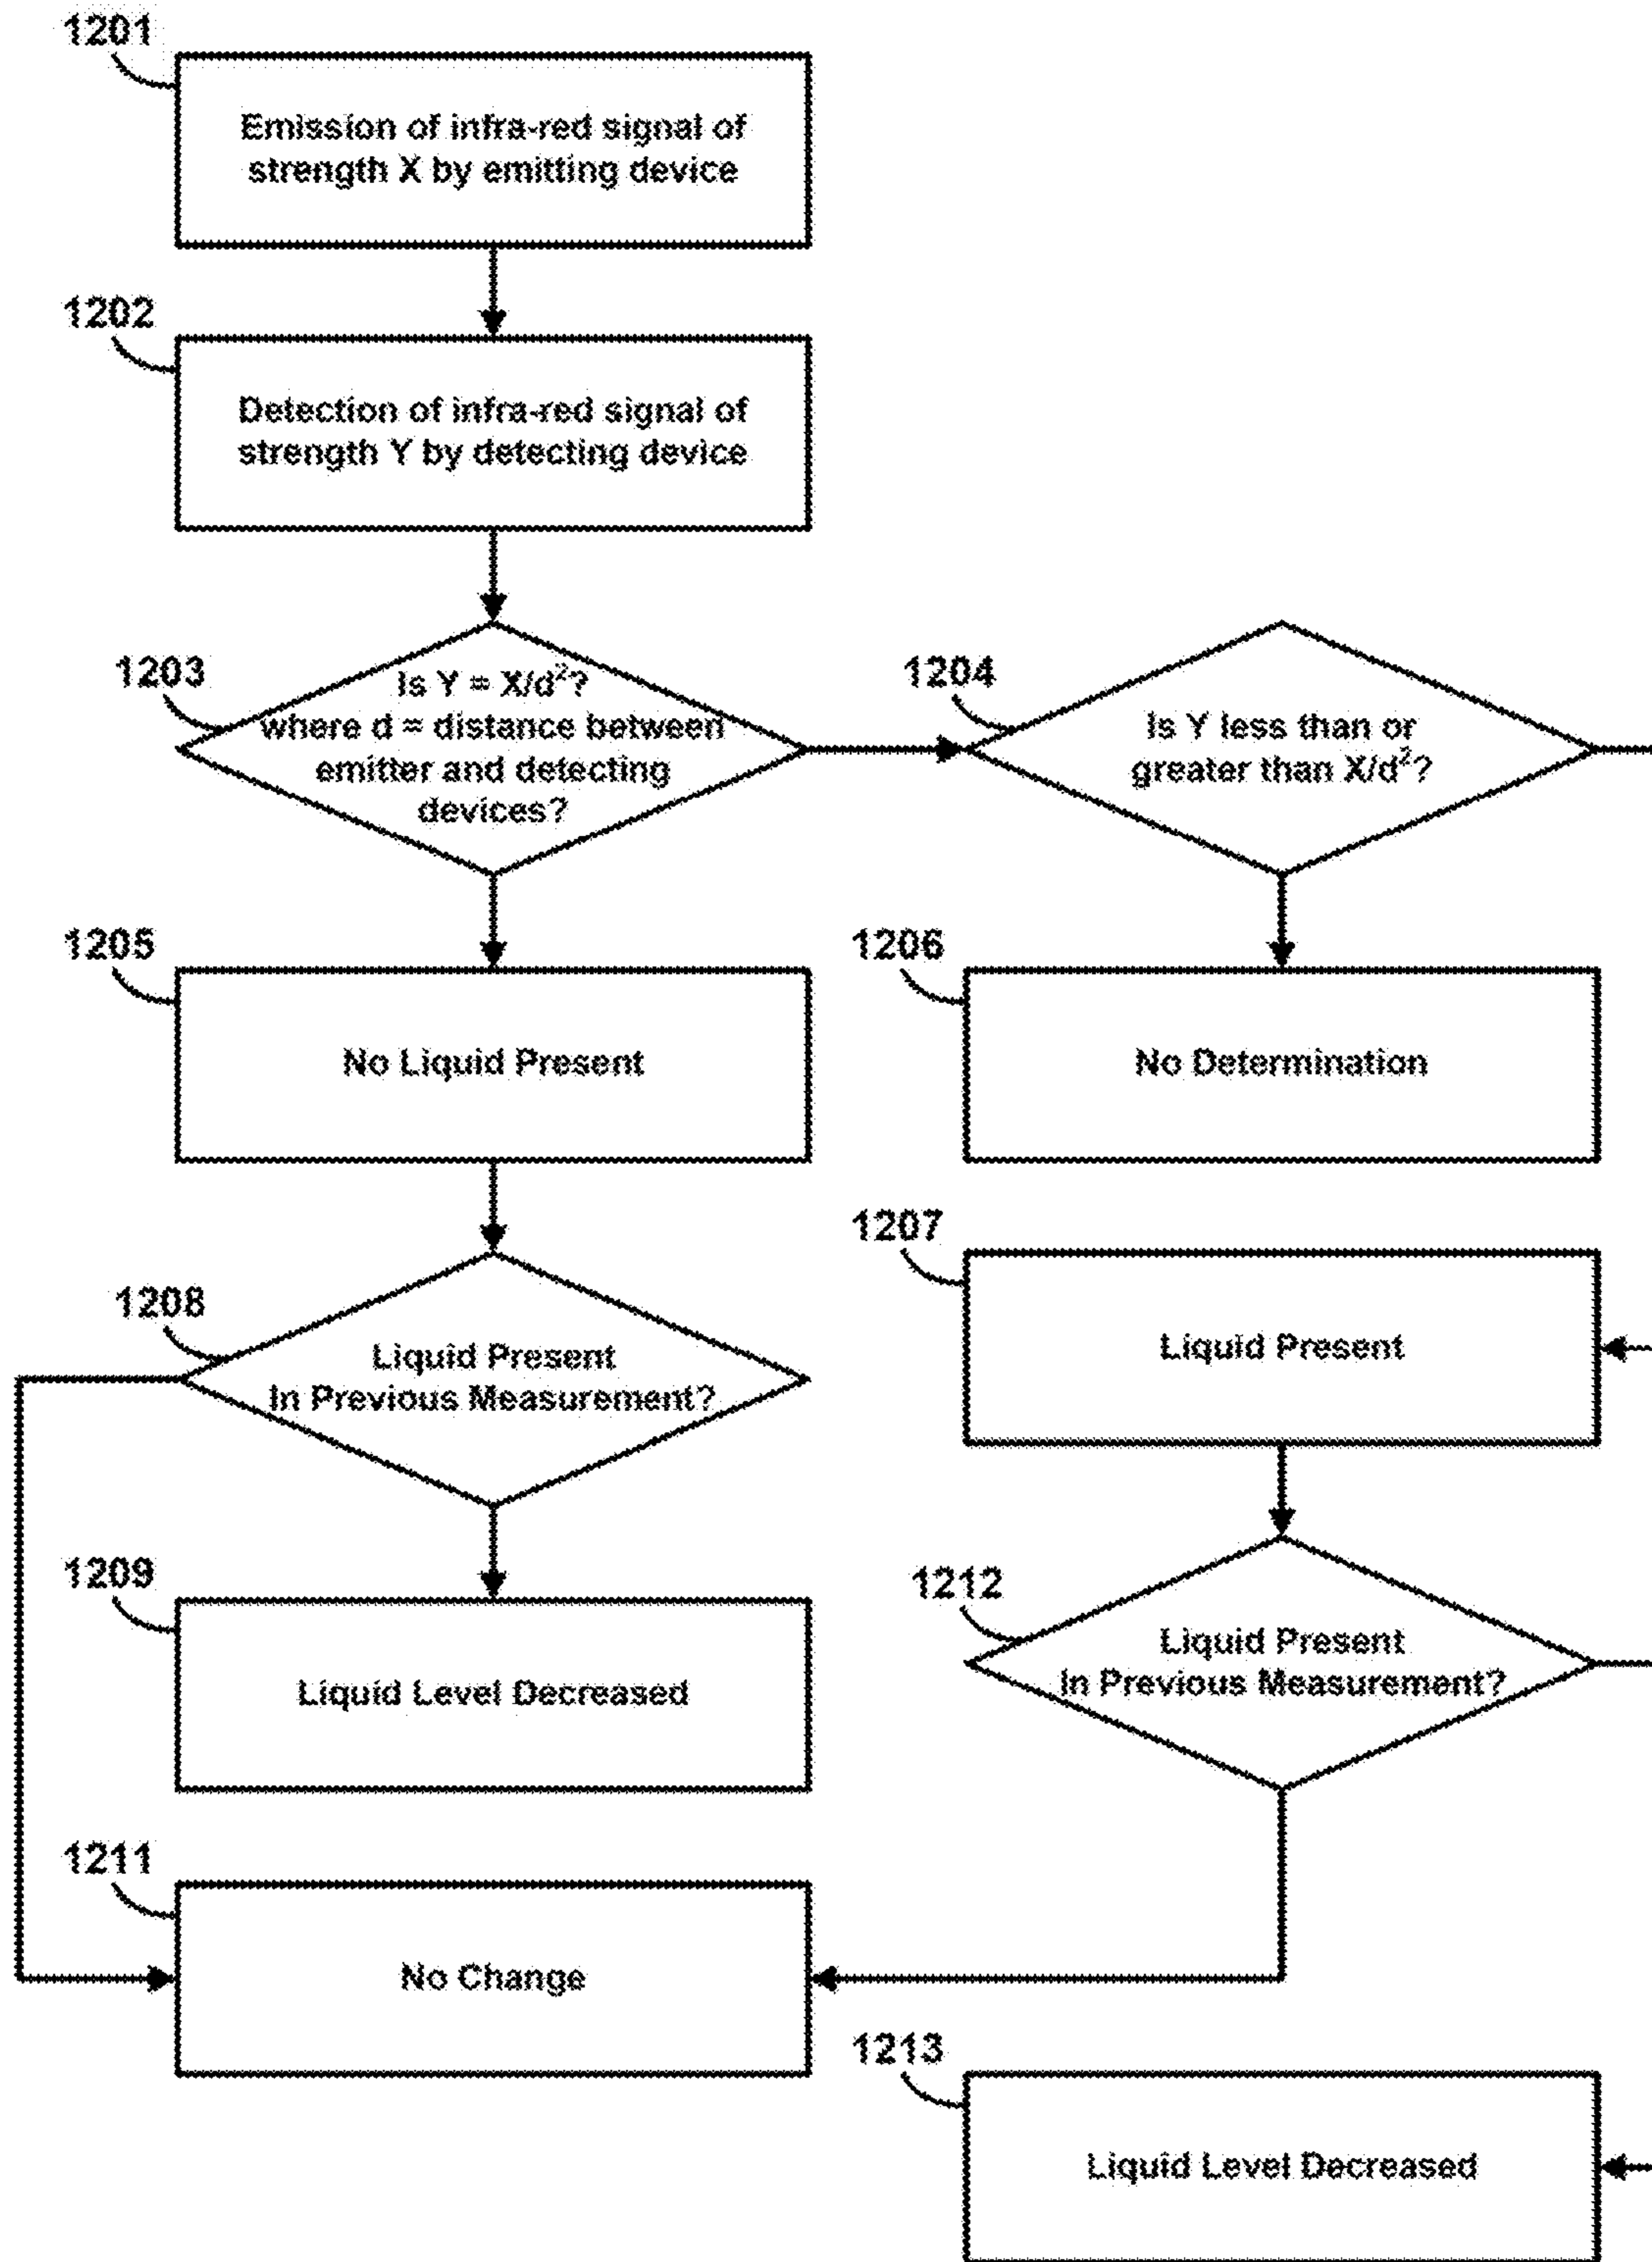 1201
Emission of infra-red signal of
strength X by emitting device
1202
Detection of infra-red signal of
strength Y by detecting device
1203
Is Y = X/d²?
where d = distance between
emitter and detecting
devices?
1204
Is Y less than or
greater than X/d²?
1205
No Liquid Present
1206
No Determination
1207
Liquid Present
1208
Liquid Present
In Previous Measurement?
1209
Liquid Level Decreased
1212
Liquid Present
In Previous Measurement?
1211
No Change
1213
Liquid Level Decreased